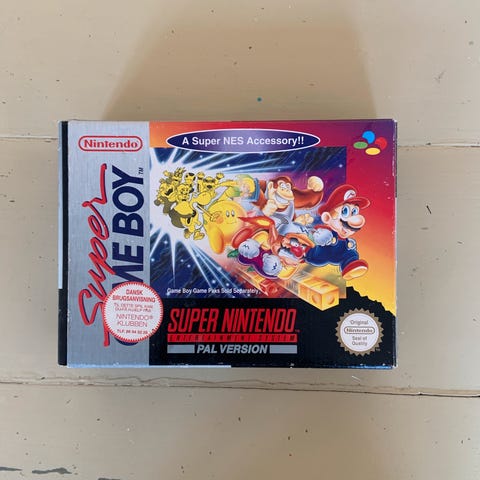 Nintendo
A Super NES Accessory!!
Super
GAME BOY™
Game Boy Game Paks Sold Separately.
DANSK
BRUGSANVISNING
NINTENDO®
KLUBBEN
SUPER NINTENDO
ENTERTAINMENT SYSTEM
PAL VERSION
Original
Nintendo
Seal of
Quality